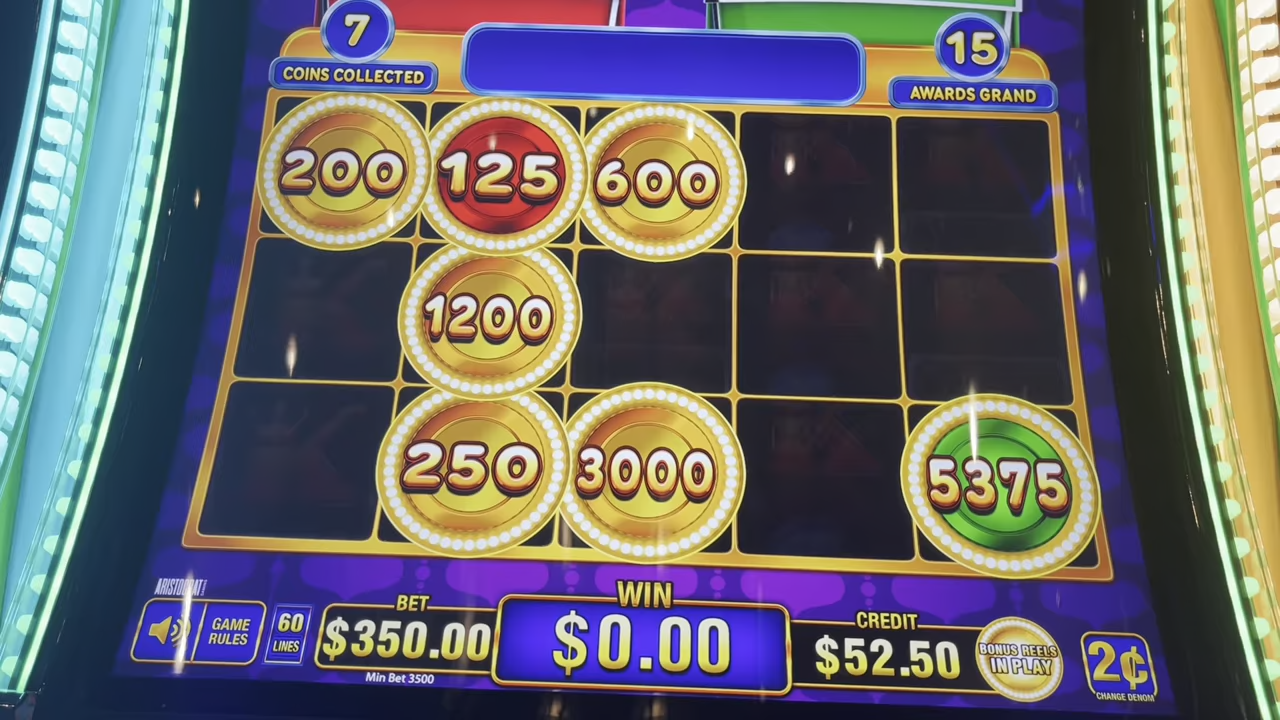 7
COINS COLLECTED
15
AWARDS GRAND
200
125
600
1200
250
3000
5375
ARISTOCRAT
GAME
RULES
60
LINES
BET
$350.00
Min Bet 3500
WIN
$0.00
CREDIT
$52.50
BONUS REELS
IN PLAY
2¢
CHANGE DENOM